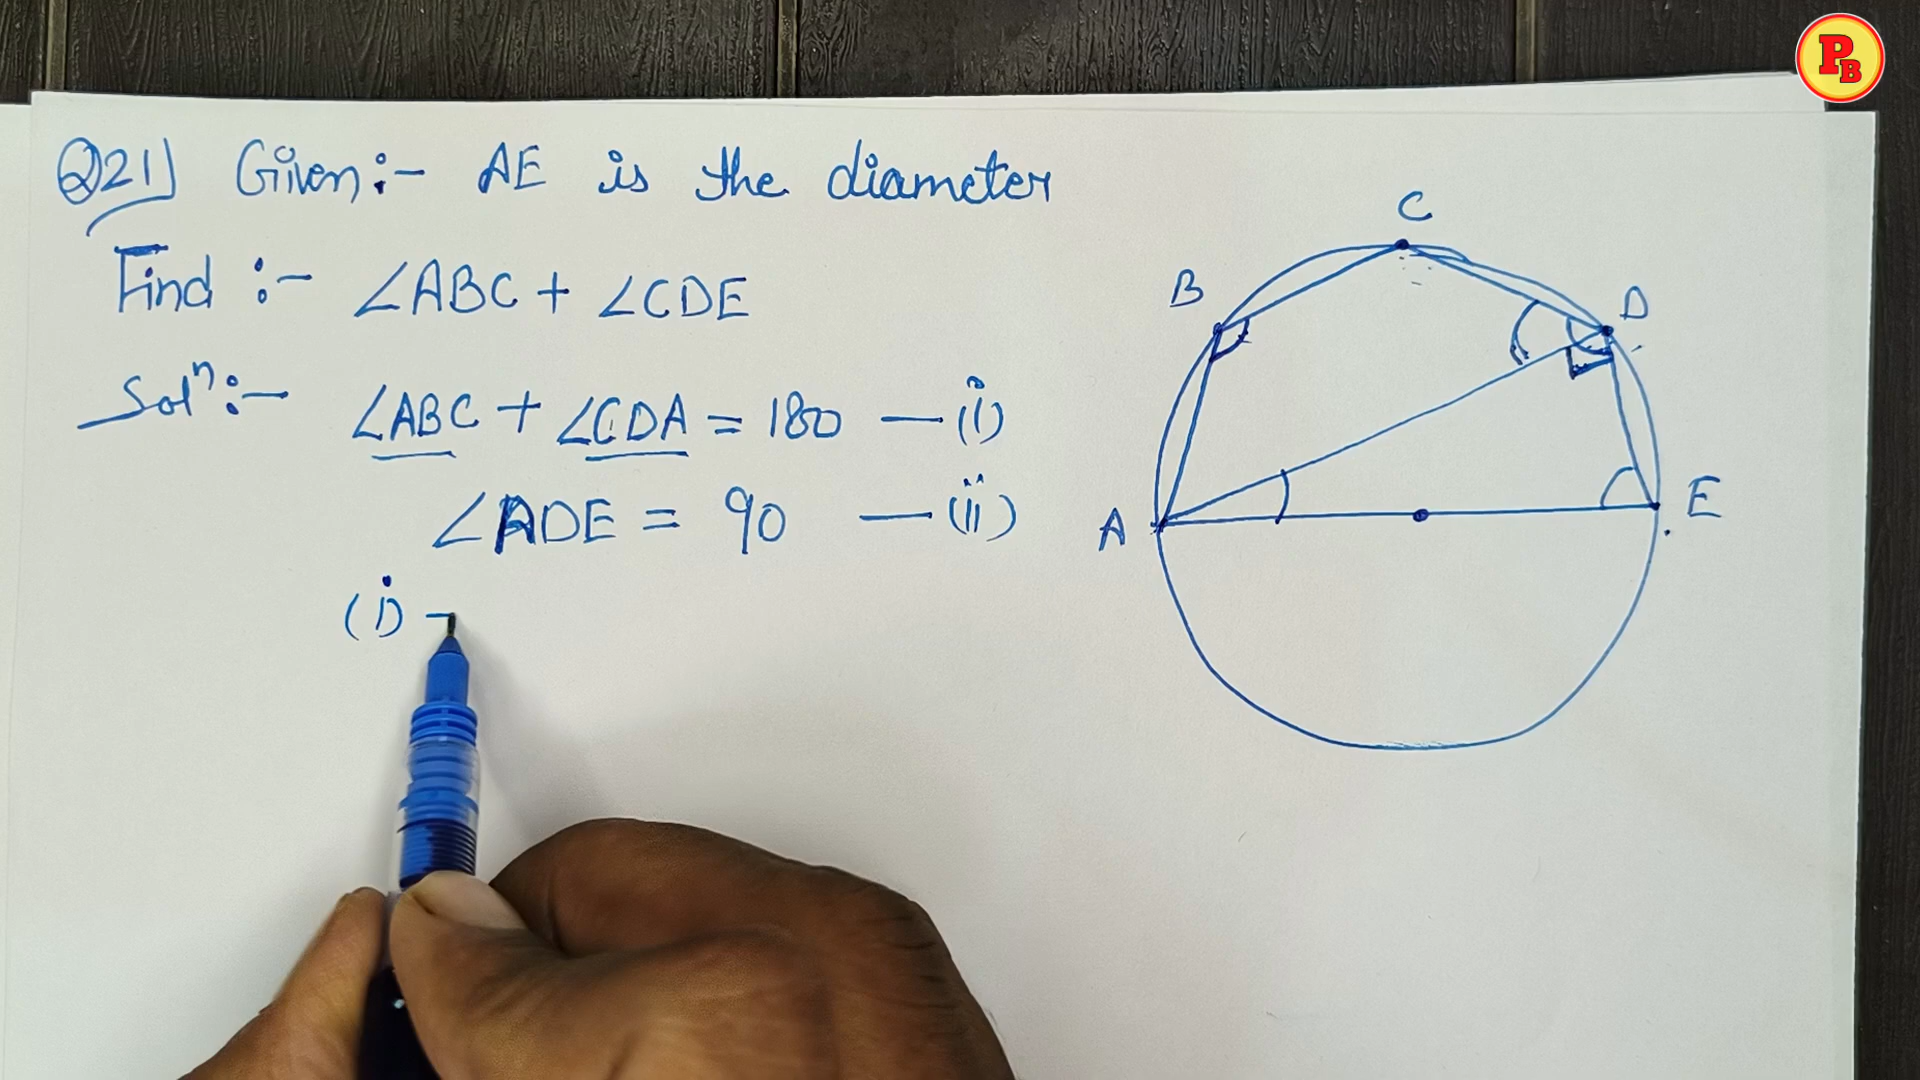 Q21) Given:- AE is the diameter
Find :- ∠ABC + ∠CDE
Solⁿ:- ∠ABC + ∠CDA = 180 — (i)
∠ADE = 90 — (ii)
(i) -
C
B
D
A
E
PB